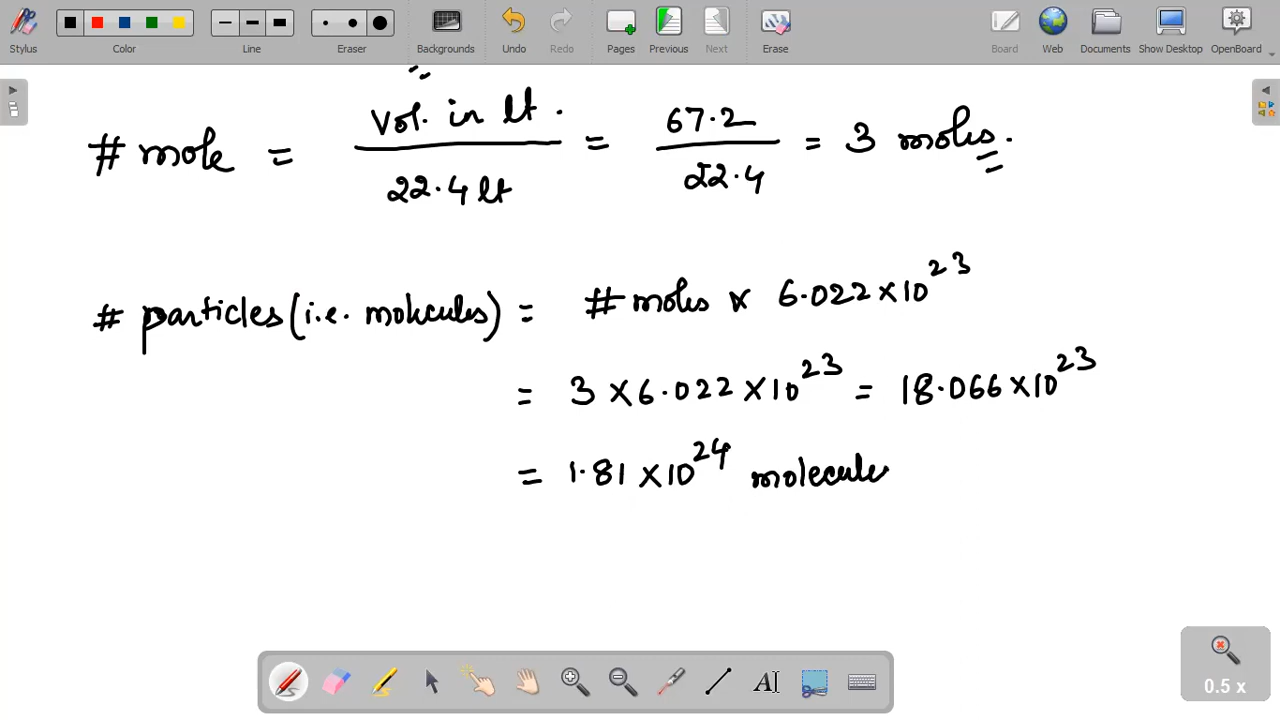 Stylus Color Line Eraser Backgrounds Undo Redo Pages Previous Next Erase Board Web Documents Show Desktop OpenBoard
# mole = Vol. in lt. / 22.4 lt = 67.2 / 22.4 = 3 moles.
# particles (i.e. molecules) = # moles × 6.022 × 10^23
= 3 × 6.022 × 10^23 = 18.066 × 10^23
= 1.81 × 10^24 molecule
0.5 x